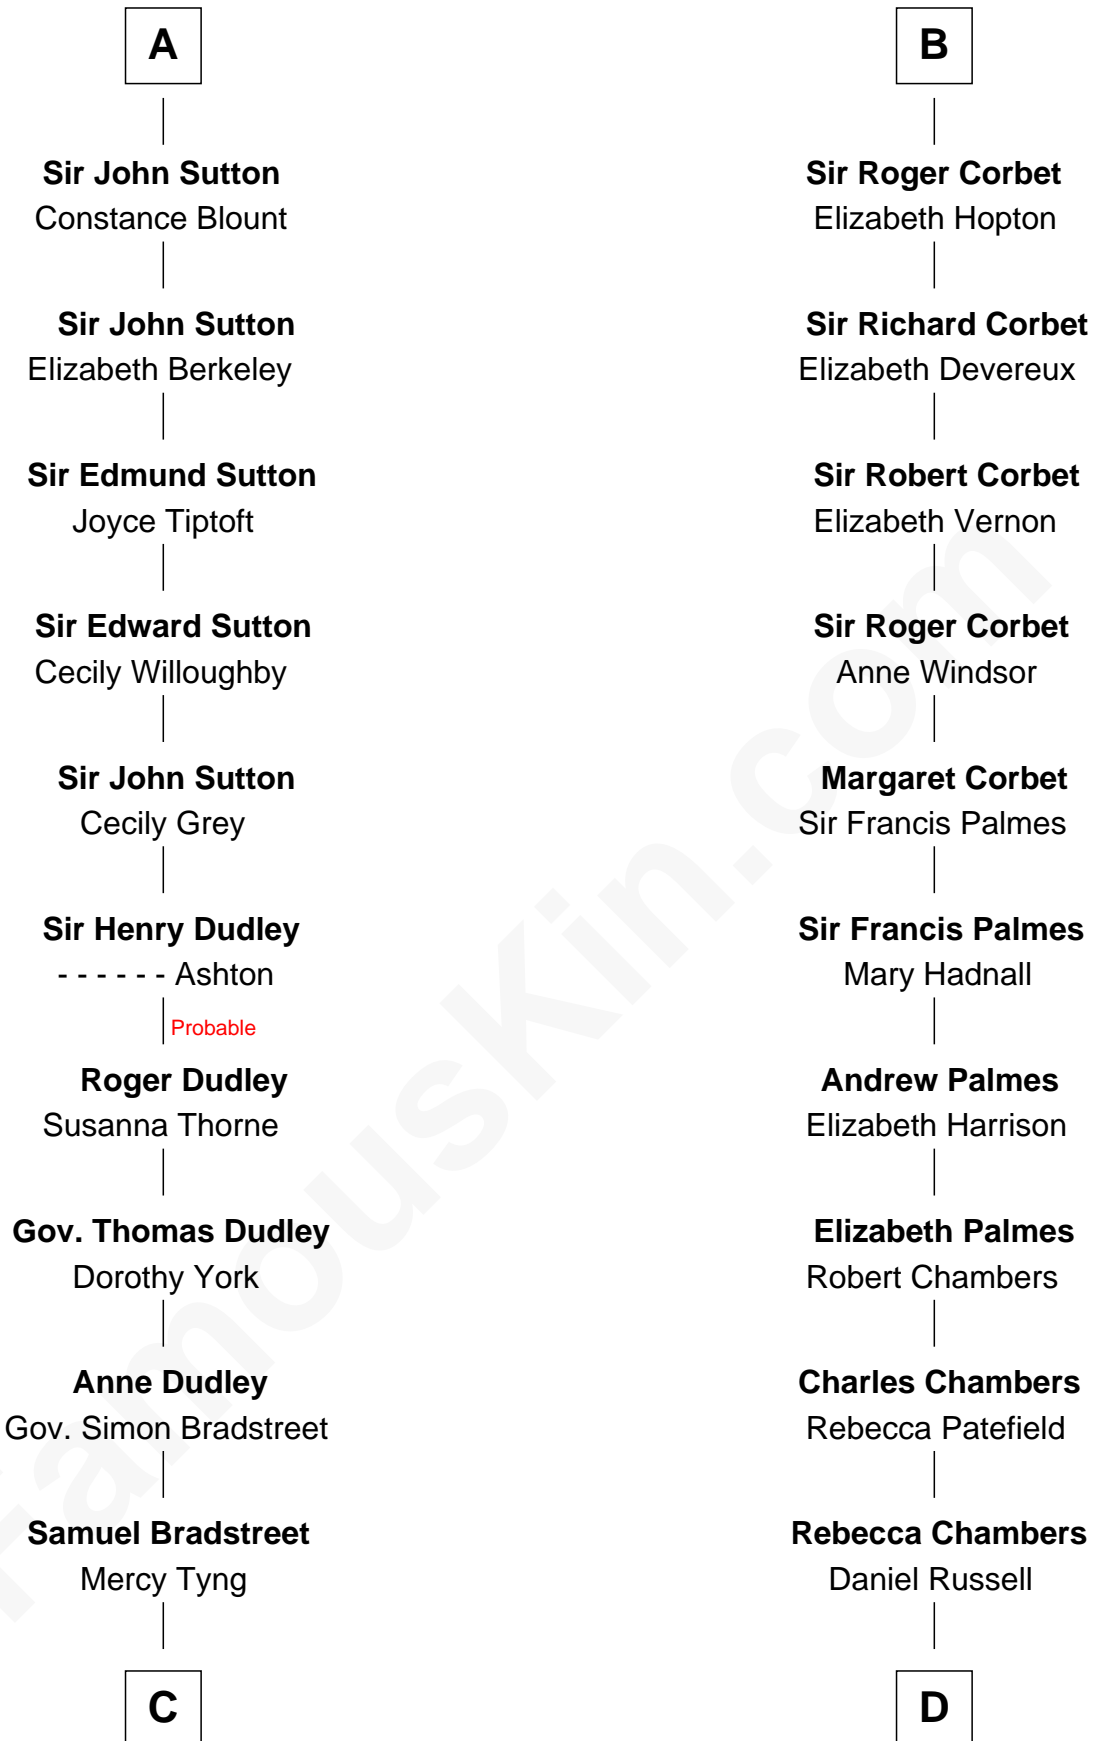 A
Sir John Sutton
Constance Blount
Sir John Sutton
Elizabeth Berkeley
Sir Edmund Sutton
Joyce Tiptoft
Sir Edward Sutton
Cecily Willoughby
Sir John Sutton
Cecily Grey
Sir Henry Dudley
- - - - - - Ashton
Probable
Roger Dudley
Susanna Thorne
Gov. Thomas Dudley
Dorothy York
Anne Dudley
Gov. Simon Bradstreet
Samuel Bradstreet
Mercy Tyng
C
B
Sir Roger Corbet
Elizabeth Hopton
Sir Richard Corbet
Elizabeth Devereux
Sir Robert Corbet
Elizabeth Vernon
Sir Roger Corbet
Anne Windsor
Margaret Corbet
Sir Francis Palmes
Sir Francis Palmes
Mary Hadnall
Andrew Palmes
Elizabeth Harrison
Elizabeth Palmes
Robert Chambers
Charles Chambers
Rebecca Patefield
Rebecca Chambers
Daniel Russell
D
FamousKin.com